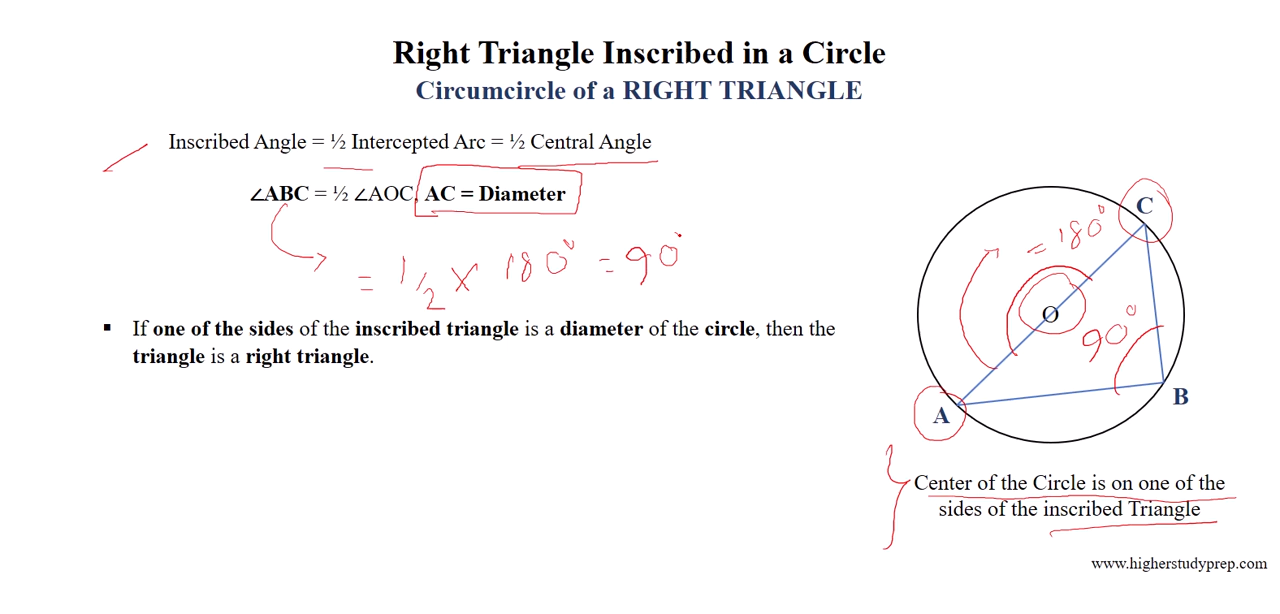 Right Triangle Inscribed in a Circle
Circumcircle of a RIGHT TRIANGLE
Inscribed Angle = ½ Intercepted Arc = ½ Central Angle
∠ABC = ½ ∠AOC, AC = Diameter
= 1/2 × 180° = 90°
▪ If one of the sides of the inscribed triangle is a diameter of the circle, then the
triangle is a right triangle.
C
= 180°
O
90°
B
A
Center of the Circle is on one of the
sides of the inscribed Triangle
www.higherstudyprep.com